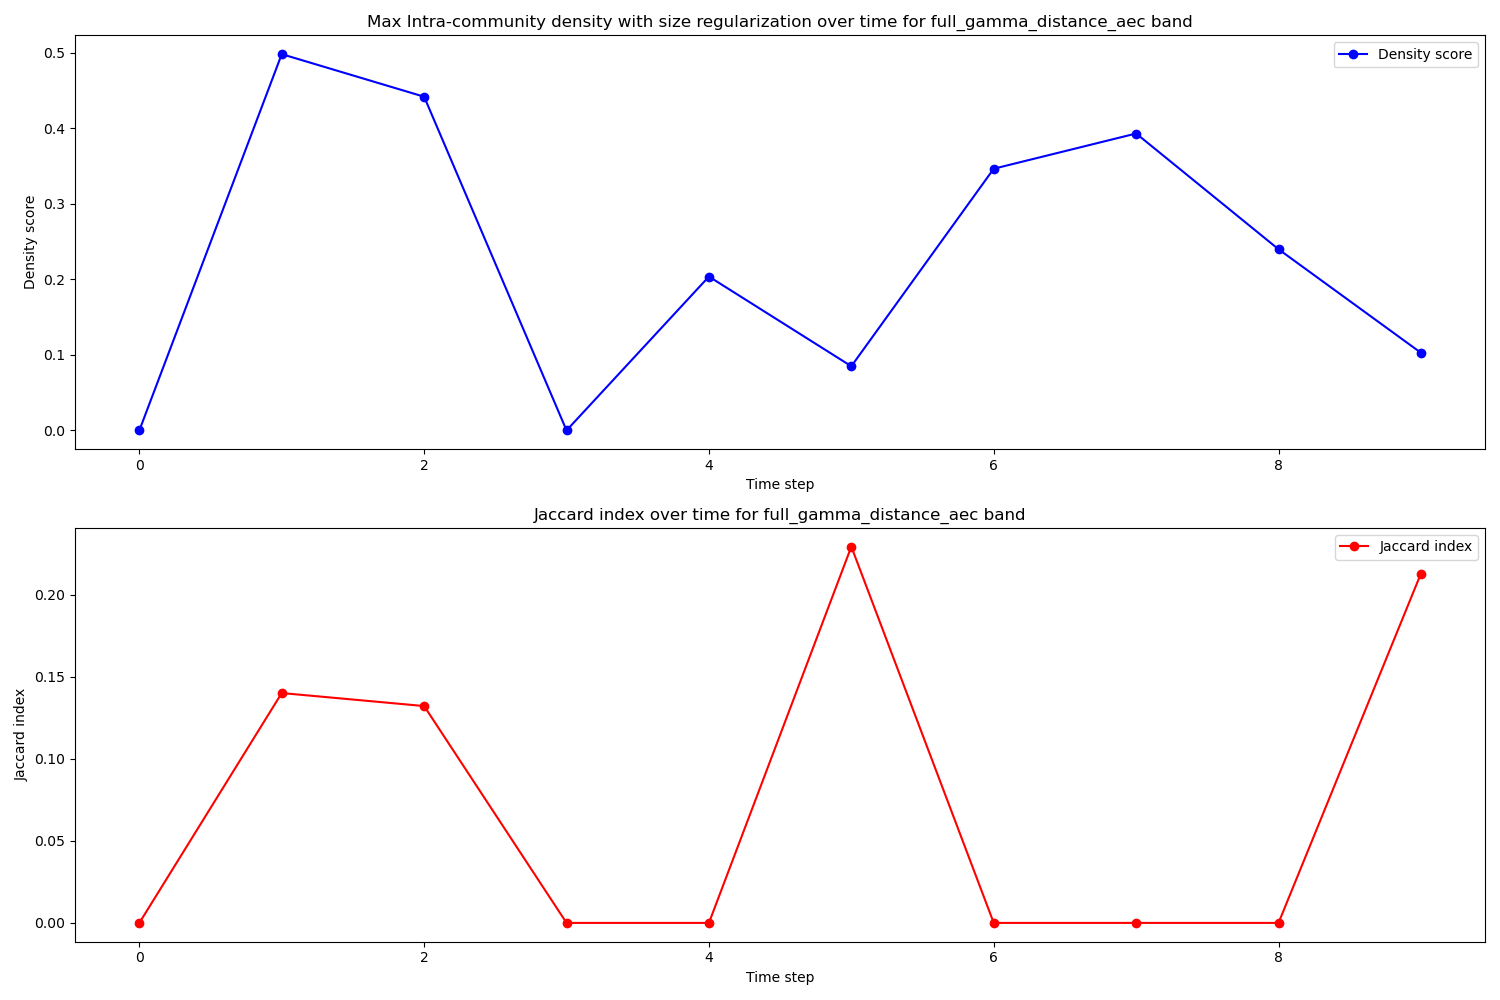 Max Intra-community density with size regularization over time for full_gamma_distance_aec band
Density score
0.5
0.4
0.3
0.2
0.1
0.0
Density score
0 2 4 6 8
Time step
Jaccard index over time for full_gamma_distance_aec band
Jaccard index
0.20
0.15
0.10
0.05
0.00
Jaccard index
0 2 4 6 8
Time step